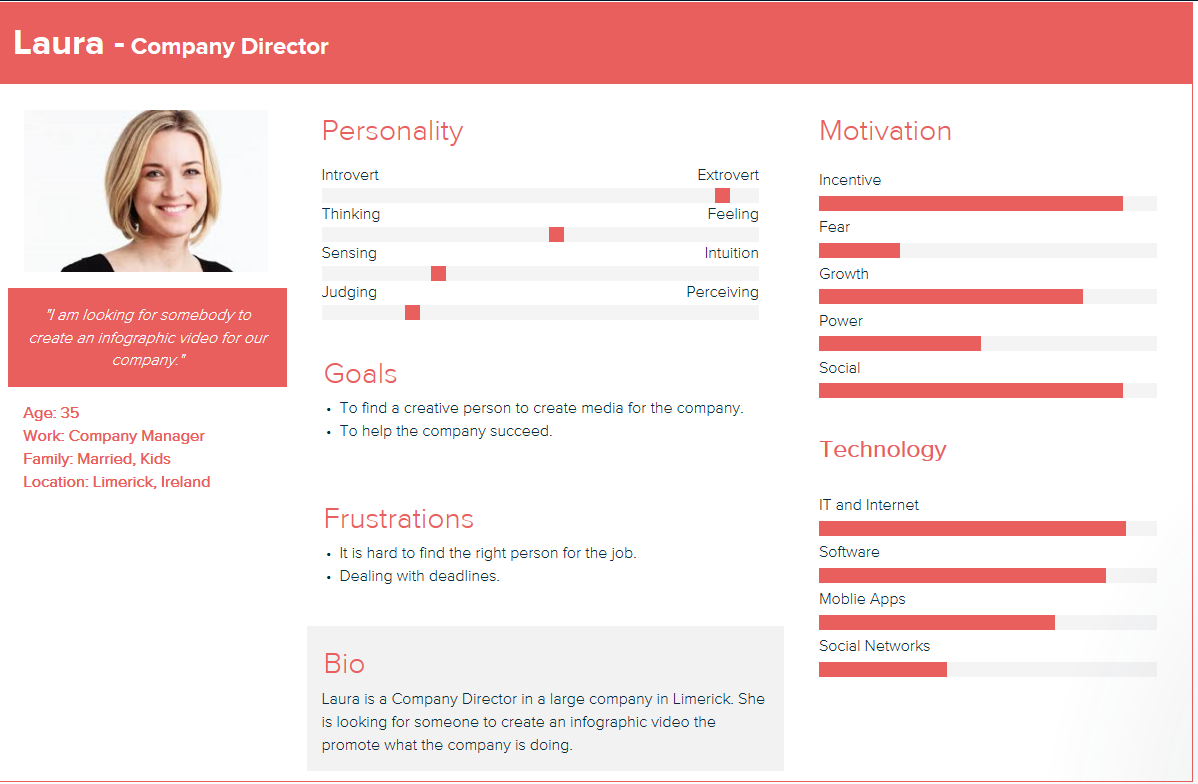 Laura - Company Director
"I am looking for somebody to
create an infographic video for our
company."
Age: 35
Work: Company Manager
Family: Married, Kids
Location: Limerick, Ireland
Personality
Introvert Extrovert
Thinking Feeling
Sensing Intuition
Judging Perceiving
Goals
• To find a creative person to create media for the company.
• To help the company succeed.
Frustrations
• It is hard to find the right person for the job.
• Dealing with deadlines.
Bio
Laura is a Company Director in a large company in Limerick. She
is looking for someone to create an infographic video the
promote what the company is doing.
Motivation
Incentive
Fear
Growth
Power
Social
Technology
IT and Internet
Software
Moblie Apps
Social Networks